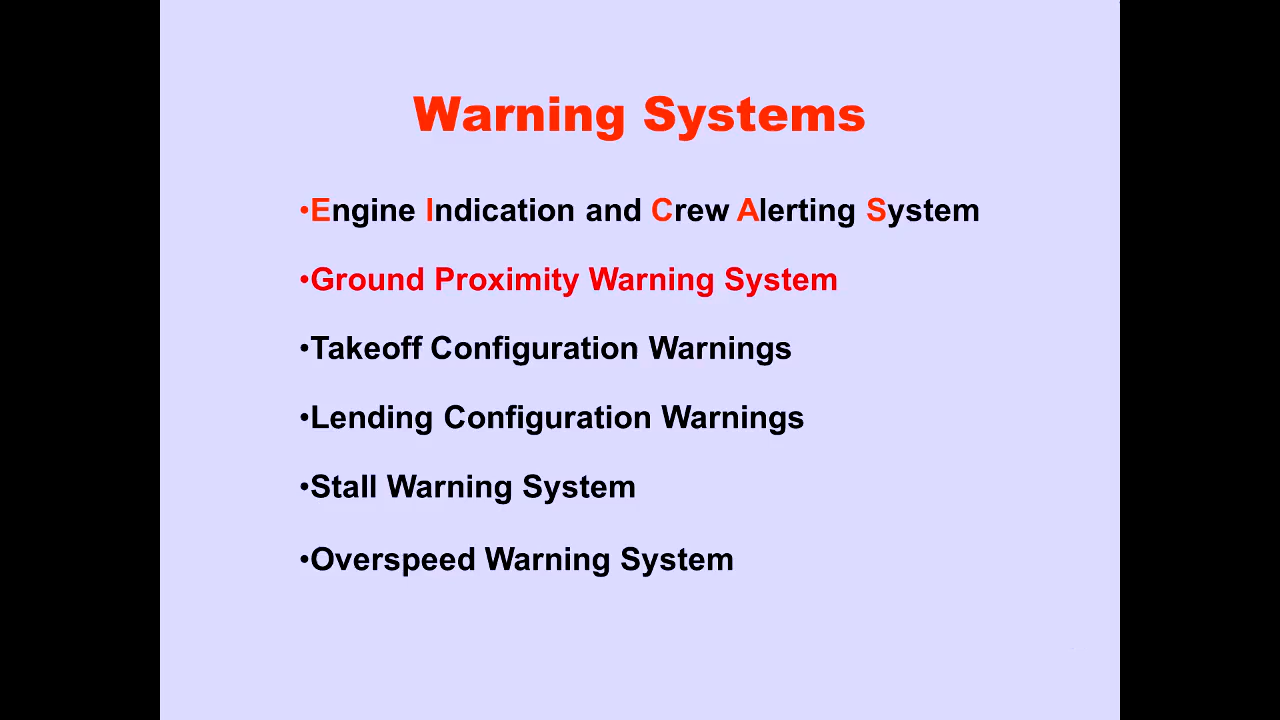 Warning Systems
•Engine Indication and Crew Alerting System
•Ground Proximity Warning System
•Takeoff Configuration Warnings
•Lending Configuration Warnings
•Stall Warning System
•Overspeed Warning System